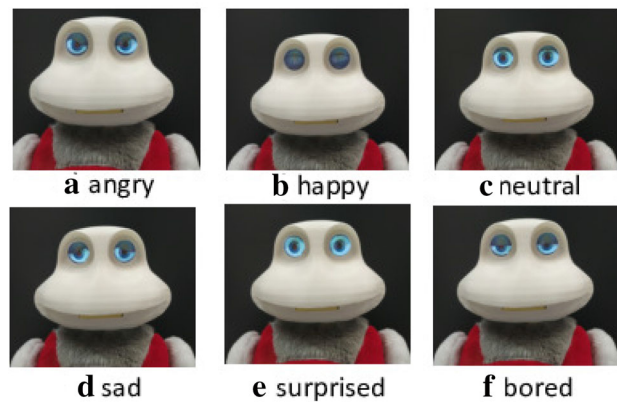 a angry
b happy
c neutral
d sad
e surprised
f bored